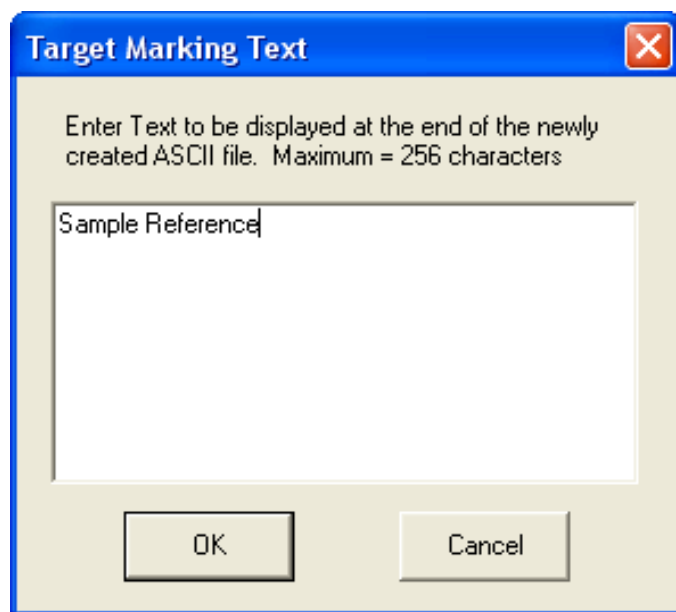 Target Marking Text
Enter Text to be displayed at the end of the newly
created ASCII file.  Maximum = 256 characters
Sample Reference
OK
Cancel